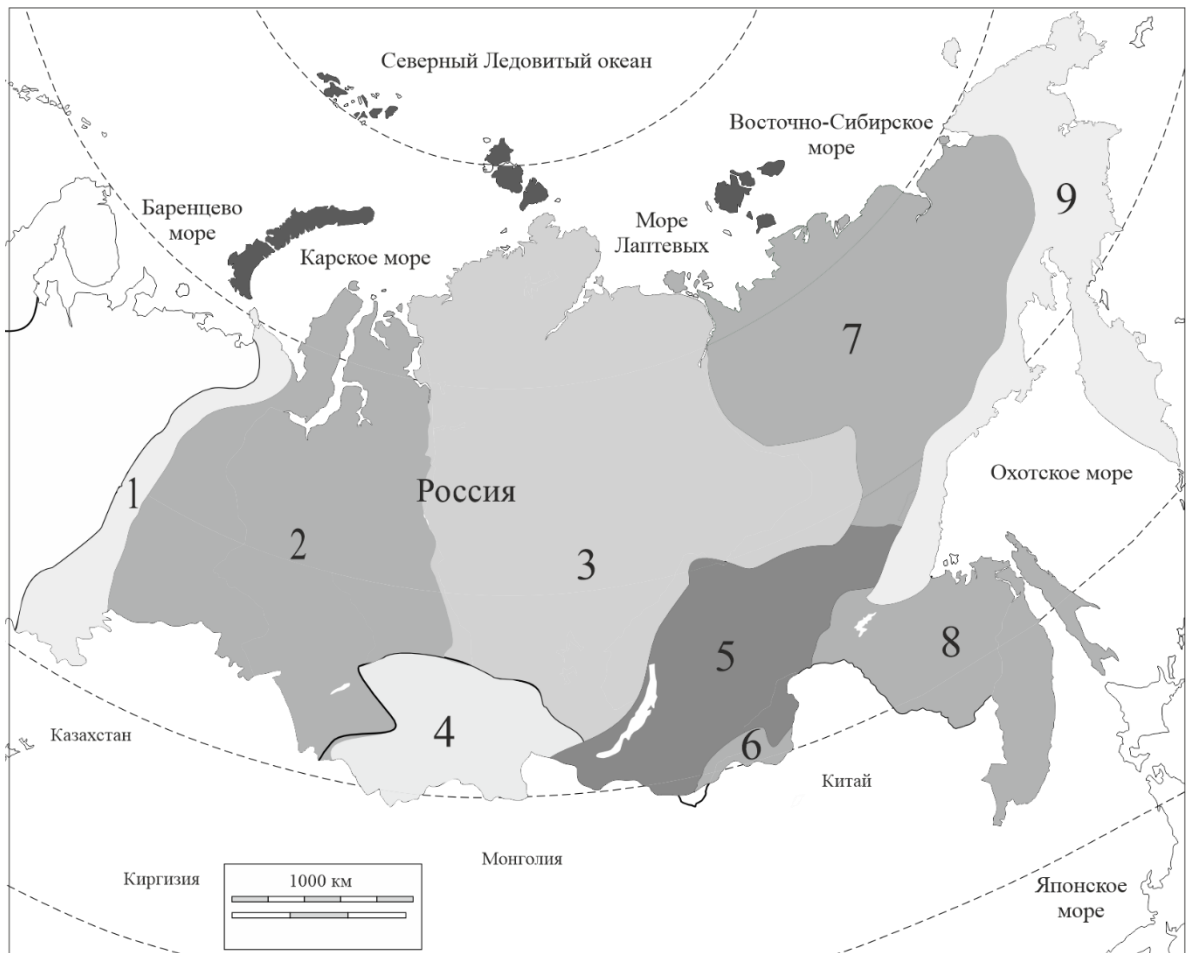 Северный Ледовитый океан
Восточно-Сибирское
море
Баренцево
море
Море
Лаптевых
Карское море
9
7
1
Россия
Охотское море
2
3
5
8
4
6
Казахстан
Китай
Монголия
Киргизия
1000 км
Японское
море